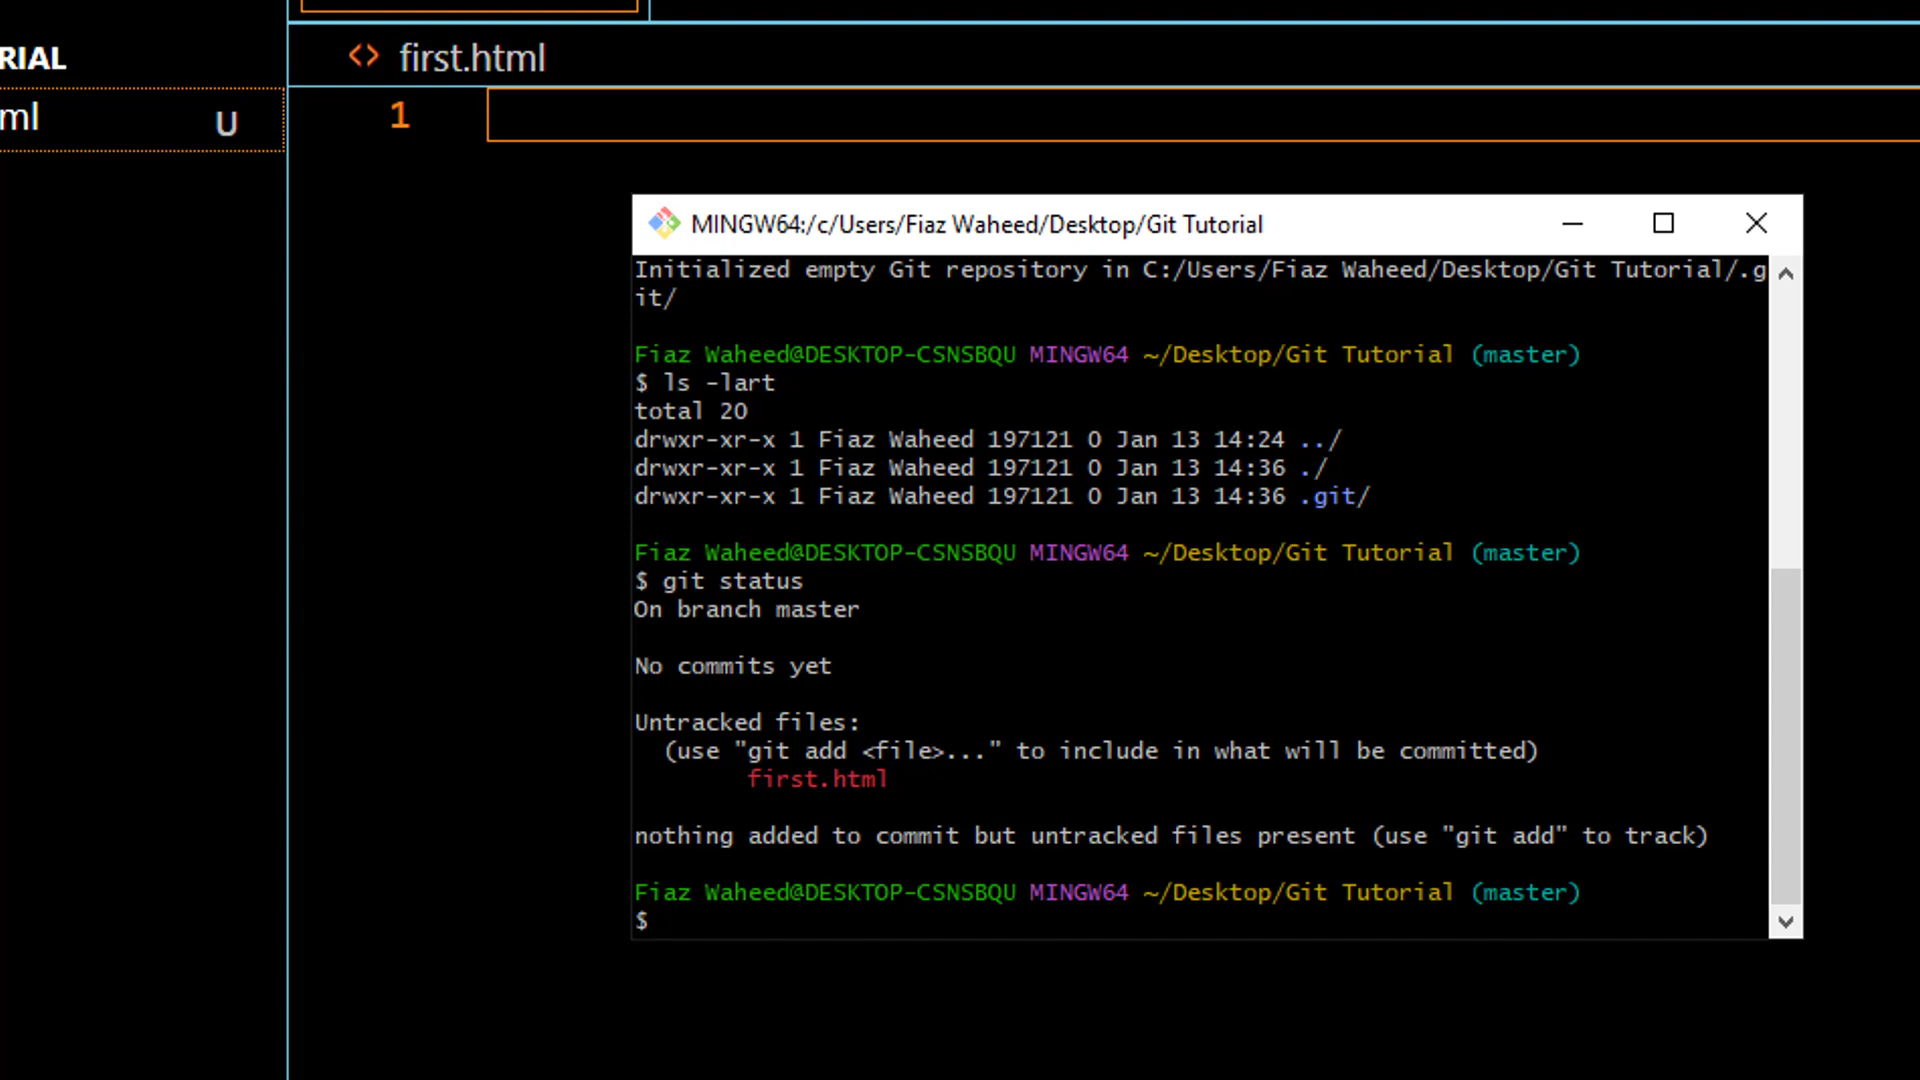 RIAL
<> first.html
ml U
1
MINGW64:/c/Users/Fiaz Waheed/Desktop/Git Tutorial
Initialized empty Git repository in C:/Users/Fiaz Waheed/Desktop/Git Tutorial/.g
it/
Fiaz Waheed@DESKTOP-CSNSBQU MINGW64 ~/Desktop/Git Tutorial (master)
$ ls -lart
total 20
drwxr-xr-x 1 Fiaz Waheed 197121 0 Jan 13 14:24 ../
drwxr-xr-x 1 Fiaz Waheed 197121 0 Jan 13 14:36 ./
drwxr-xr-x 1 Fiaz Waheed 197121 0 Jan 13 14:36 .git/
Fiaz Waheed@DESKTOP-CSNSBQU MINGW64 ~/Desktop/Git Tutorial (master)
$ git status
On branch master
No commits yet
Untracked files:
(use "git add <file>..." to include in what will be committed)
first.html
nothing added to commit but untracked files present (use "git add" to track)
Fiaz Waheed@DESKTOP-CSNSBQU MINGW64 ~/Desktop/Git Tutorial (master)
$